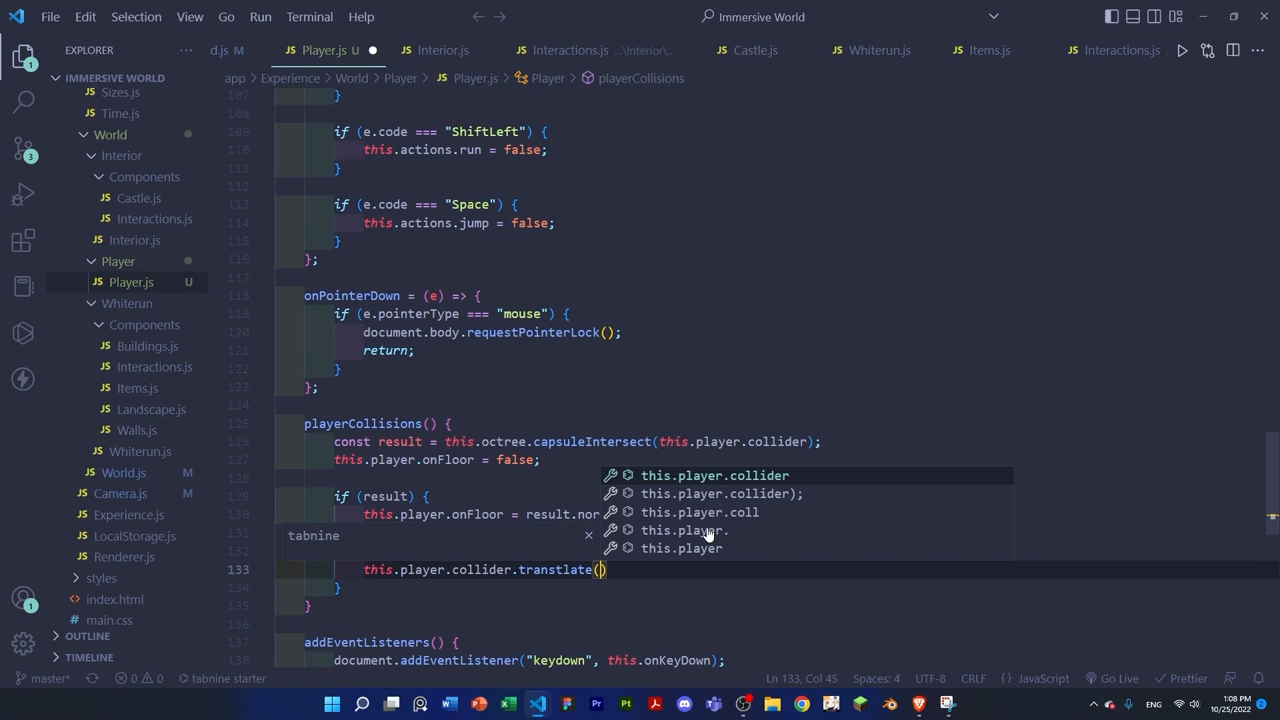 File Edit Selection View Go Run Terminal Help
Immersive World
EXPLORER
d.js M Player.js U Interior.js Interactions.js ...\Interior\... Castle.js Whiterun.js Items.js Interactions.js
app > Experience > World > Player > Player.js > Player > playerCollisions
IMMERSIVE WORLD
Sizes.js
Time.js
World
Interior
Components
Castle.js
Interactions.js
Interior.js
Player
Player.js U
Whiterun
Components
Buildings.js
Interactions.js
Items.js
Landscape.js
Walls.js
Whiterun.js
World.js M
Camera.js M
Experience.js
LocalStorage.js
Renderer.js
styles
index.html
main.css
OUTLINE
TIMELINE
1
3
1
107 }
108
109 if (e.code === "ShiftLeft") {
110 this.actions.run = false;
111 }
112
113 if (e.code === "Space") {
114 this.actions.jump = false;
115 }
116 };
117
118 onPointerDown = (e) => {
119 if (e.pointerType === "mouse") {
120 document.body.requestPointerLock();
121 return;
122 }
123 };
124
125 playerCollisions() {
126 const result = this.octree.capsuleIntersect(this.player.collider);
127 this.player.onFloor = false;
128
129 if (result) {
130 this.player.onFloor = result.nor
131
132
133 this.player.collider.transtlate()
134 }
135 }
136
137 addEventListeners() {
138 document.addEventListener("keydown", this.onKeyDown);
this.player.collider
this.player.collider);
this.player.coll
this.player.
this.player
tabnine
master* 0 0 tabnine starter Ln 133, Col 45 Spaces: 4 UTF-8 CRLF JavaScript Go Live Prettier
ENG 1:08 PM
10/25/2022